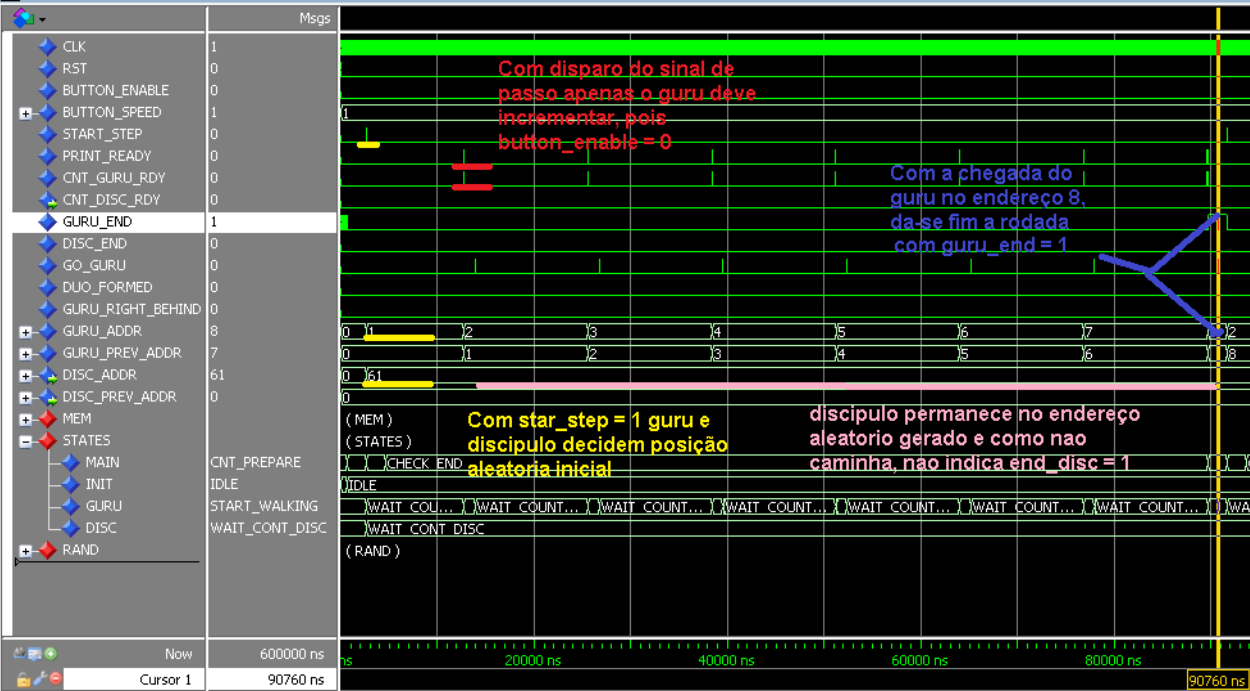 Msgs
CLK 1
RST 0
BUTTON_ENABLE 0
BUTTON_SPEED 1 1
START_STEP 0
PRINT_READY 0
CNT_GURU_RDY 0
CNT_DISC_RDY 0
GURU_END 1
DISC_END 0
GO_GURU 0
DUO_FORMED 0
GURU_RIGHT_BEHIND 0
GURU_ADDR 8 0 1 2 3 4 5 6 7 2
GURU_PREV_ADDR 7 0 1 2 3 4 5 6 8
DISC_ADDR 61 0 61
DISC_PREV_ADDR 0 0
MEM ( MEM )
STATES ( STATES )
MAIN CNT_PREPARE CHECK_END
INIT IDLE IDLE
GURU START_WALKING WAIT_COU... WAIT_COUNT... WAIT_COUNT... WAIT_COUNT... WAIT_COUNT... WAIT_COUNT... WAIT_COUNT... WA
DISC WAIT_CONT_DISC WAIT_CONT_DISC
RAND ( RAND )
Com disparo do sinal de
passo apenas o guru deve
incrementar, pois
button_enable = 0
Com a chegada do
guru no endereço 8,
da-se fim a rodada
com guru_end = 1
Com star_step = 1 guru e
discipulo decidem posição
aleatoria inicial
discipulo permanece no endereço
aleatorio gerado e como nao
caminha, nao indica end_disc = 1
Now 600000 ns
ns 20000 ns 40000 ns 60000 ns 80000 ns
Cursor 1 90760 ns 90760 ns